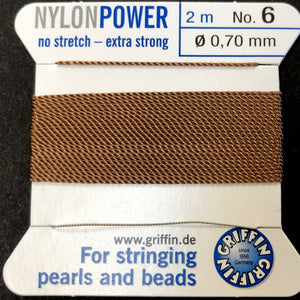 NYLONPOWER
no stretch – extra strong
2 m No. 6
Ø 0,70 mm
www.griffin.de
For stringing
pearls and beads
GRIFFIN
GRIFFIN
since
1866
Germany